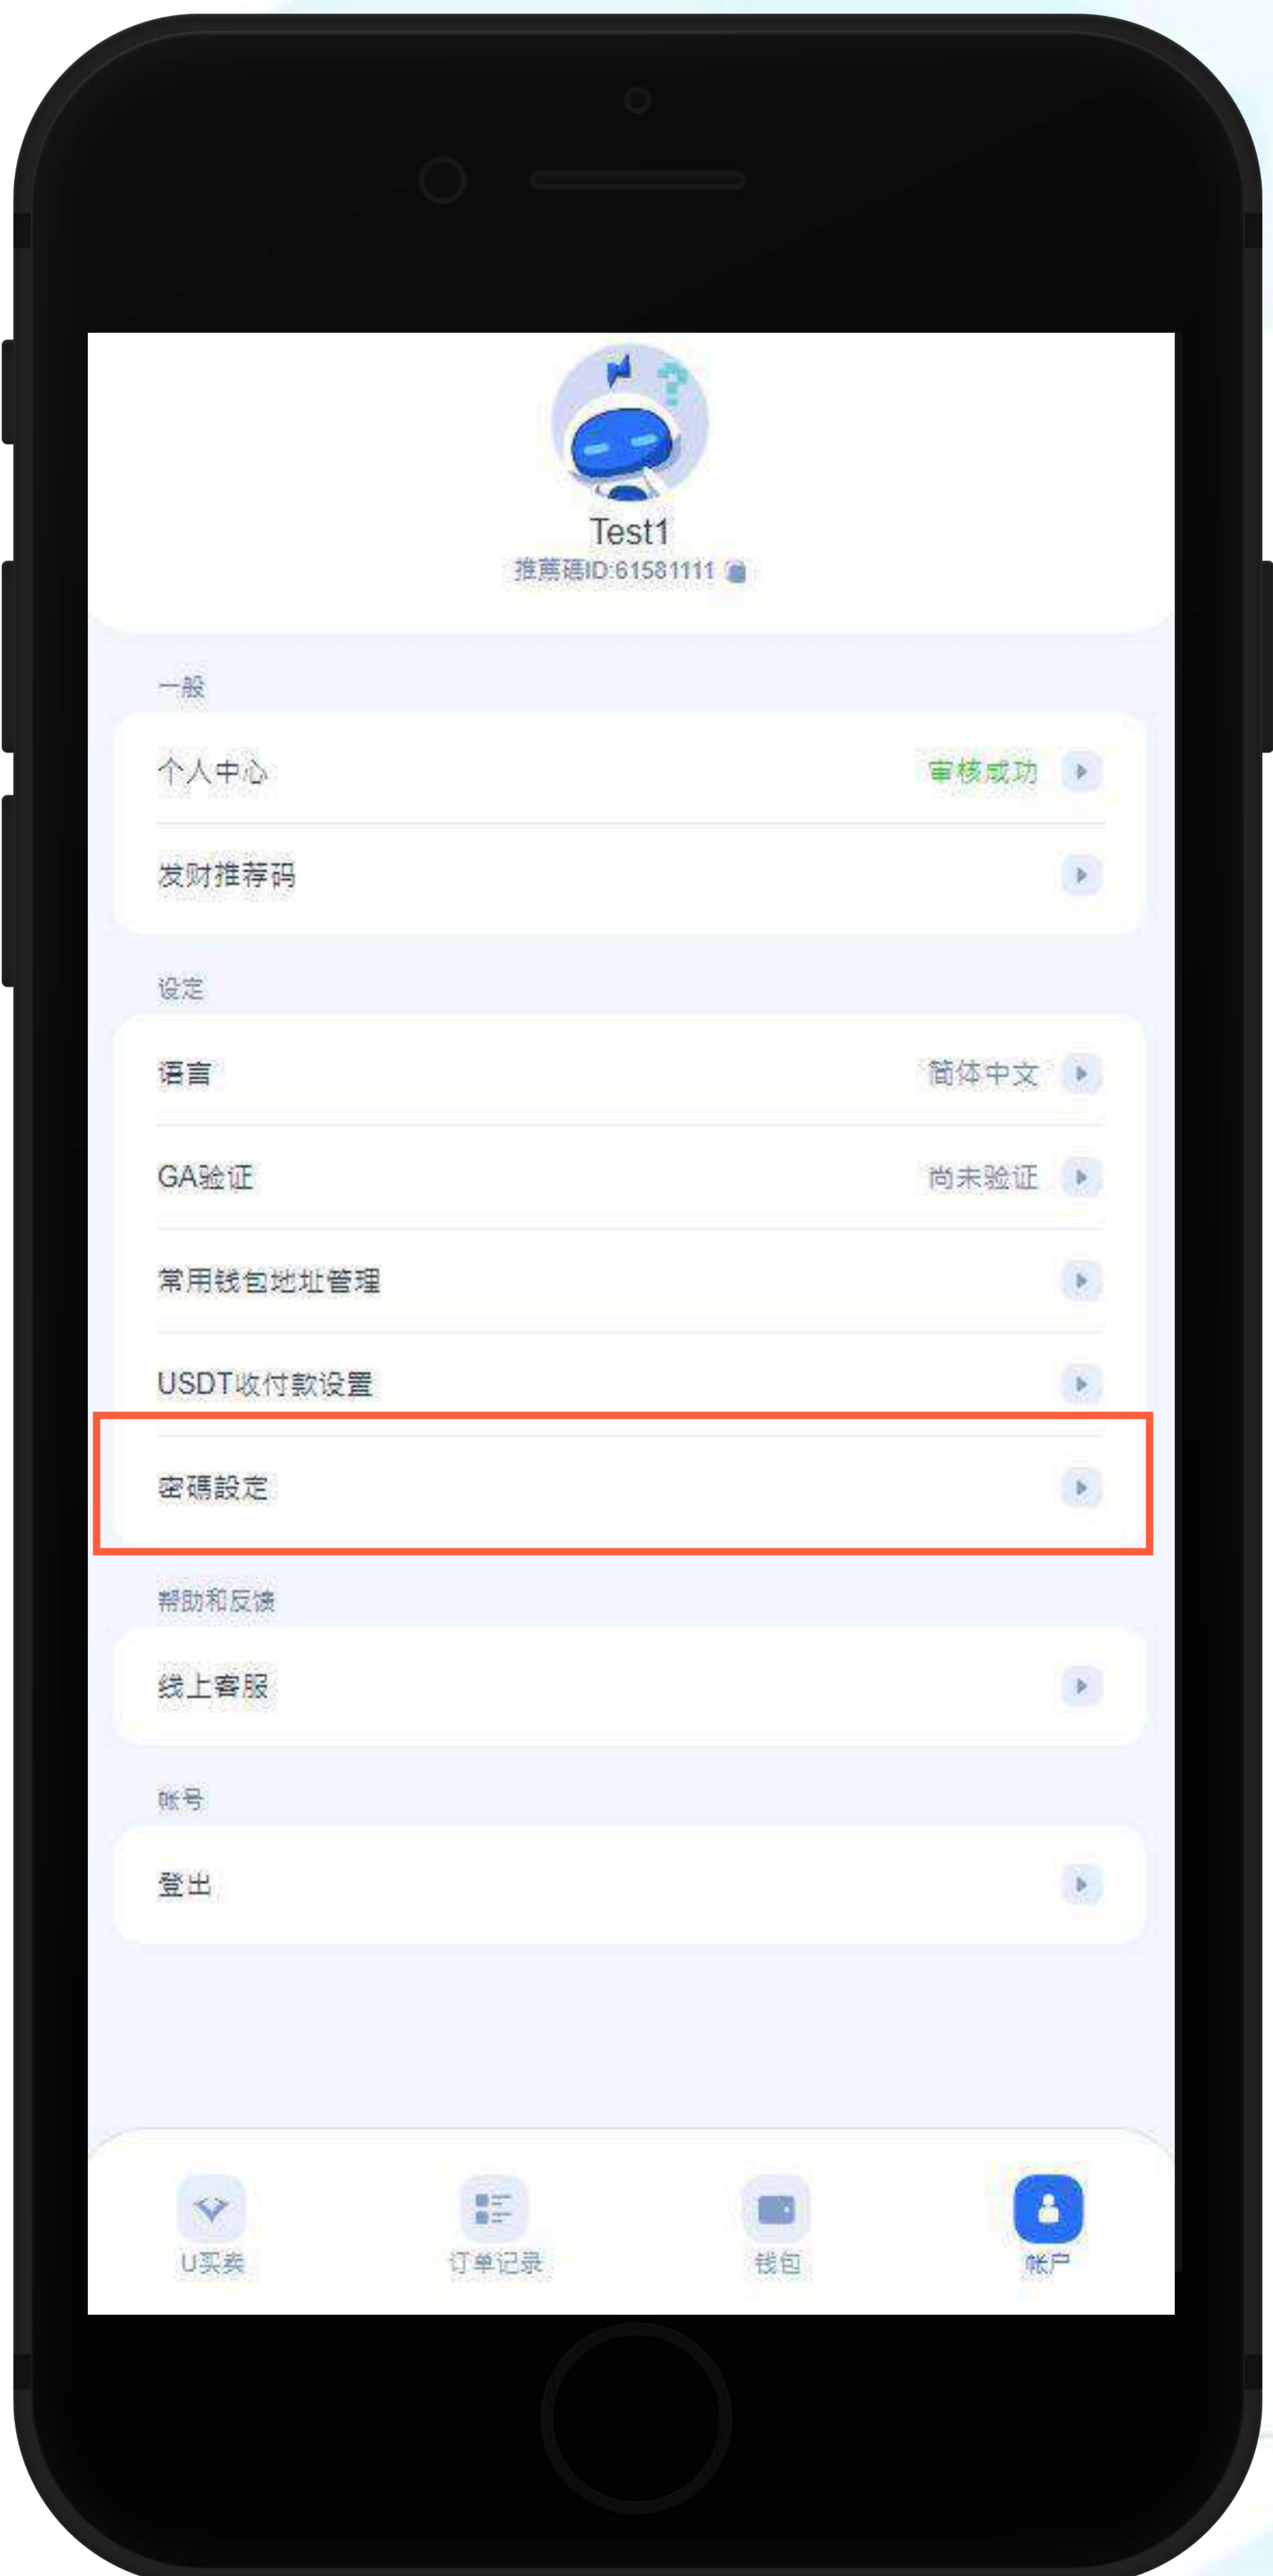 Test1
推薦碼ID:61581111
一般
个人中心 审核成功
发财推荐码
设定
语言 简体中文
GA验证 尚未验证
常用钱包地址管理
USDT收付款设置
密碼設定
帮助和反馈
线上客服
帐号
登出
U买卖 订单记录 钱包 帐户